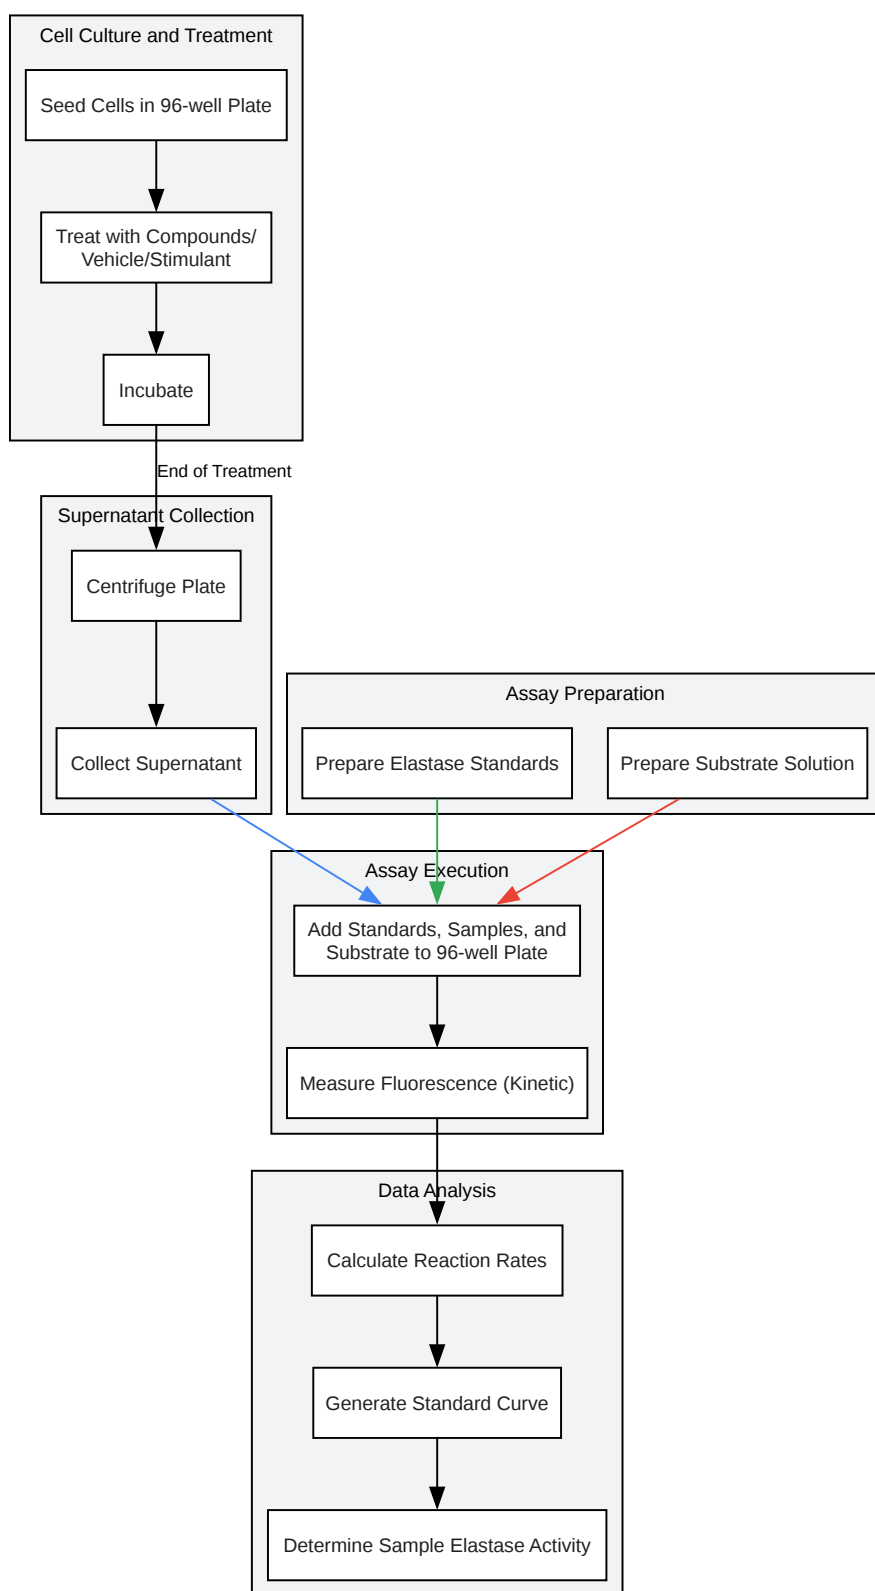 Cell Culture and Treatment
Seed Cells in 96-well Plate
Treat with Compounds/
Vehicle/Stimulant
Incubate
End of Treatment
Supernatant Collection
Centrifuge Plate
Collect Supernatant
Assay Preparation
Prepare Elastase Standards
Prepare Substrate Solution
Assay Execution
Add Standards, Samples, and
Substrate to 96-well Plate
Measure Fluorescence (Kinetic)
Data Analysis
Calculate Reaction Rates
Generate Standard Curve
Determine Sample Elastase Activity